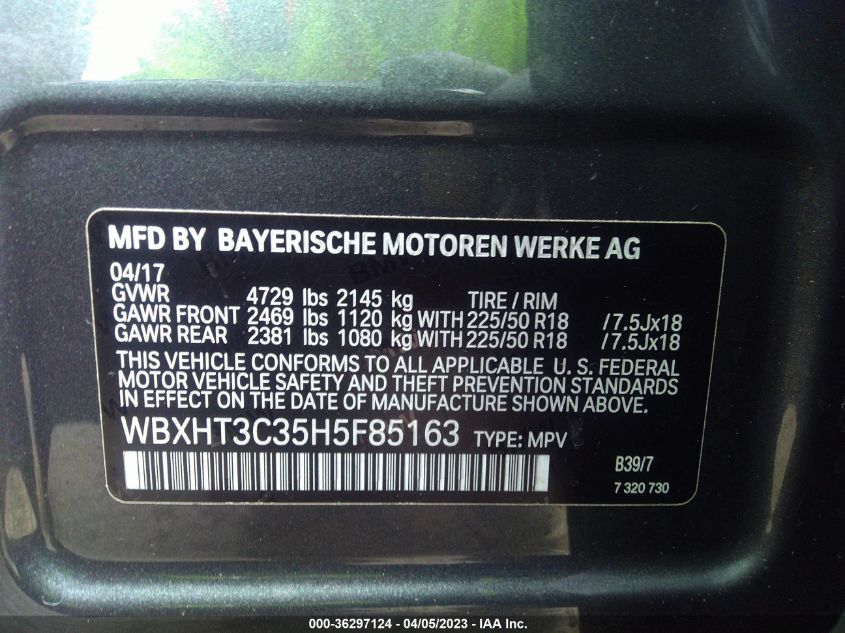 MFD BY BAYERISCHE MOTOREN WERKE AG
04/17
GVWR 4729 lbs 2145 kg TIRE / RIM
GAWR FRONT 2469 lbs 1120 kg WITH 225/50 R18 /7.5Jx18
GAWR REAR 2381 lbs 1080 kg WITH 225/50 R18 /7.5Jx18
THIS VEHICLE CONFORMS TO ALL APPLICABLE U. S. FEDERAL
MOTOR VEHICLE SAFETY AND THEFT PREVENTION STANDARDS
IN EFFECT ON THE DATE OF MANUFACTURE SHOWN ABOVE.
WBXHT3C35H5F85163 TYPE: MPV
B39/7
7 320 730
000-36297124 - 04/05/2023 - IAA Inc.